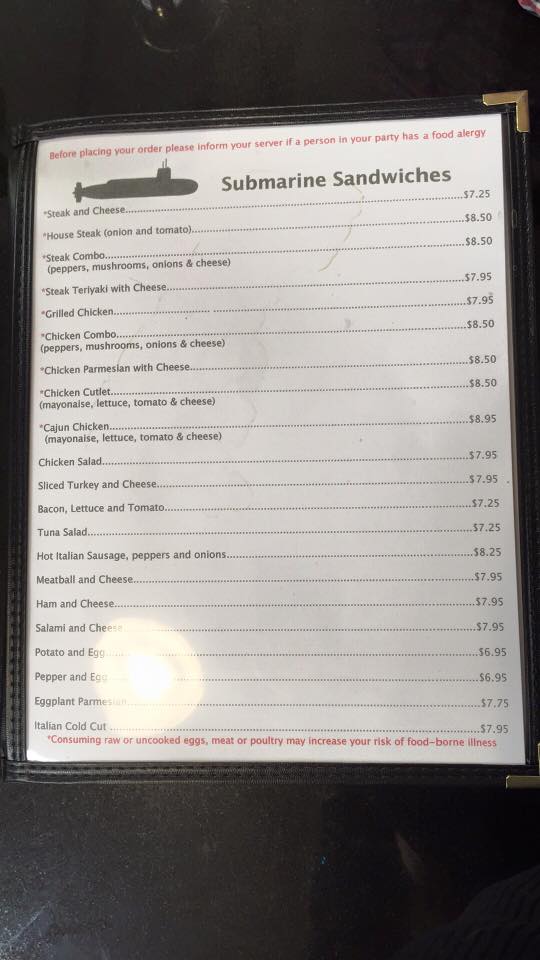 Before placing your order please inform your server if a person in your party has a food alergy
Submarine Sandwiches
*Steak and Cheese $7.25
*House Steak (onion and tomato) $8.50
*Steak Combo $8.50
(peppers, mushrooms, onions & cheese)
*Steak Teriyaki with Cheese $7.95
*Grilled Chicken $7.95
*Chicken Combo $8.50
(peppers, mushrooms, onions & cheese)
*Chicken Parmesian with Cheese $8.50
*Chicken Cutlet $8.50
(mayonaise, lettuce, tomato & cheese)
*Cajun Chicken $8.95
(mayonaise, lettuce, tomato & cheese)
Chicken Salad $7.95
Sliced Turkey and Cheese $7.95
Bacon, Lettuce and Tomato $7.25
Tuna Salad $7.25
Hot Italian Sausage, peppers and onions $8.25
Meatball and Cheese $7.95
Ham and Cheese $7.95
Salami and Cheese $7.95
Potato and Egg $6.95
Pepper and Egg $6.95
Eggplant Parmesian $7.75
Italian Cold Cut $7.95
*Consuming raw or uncooked eggs, meat or poultry may increase your risk of food-borne illness